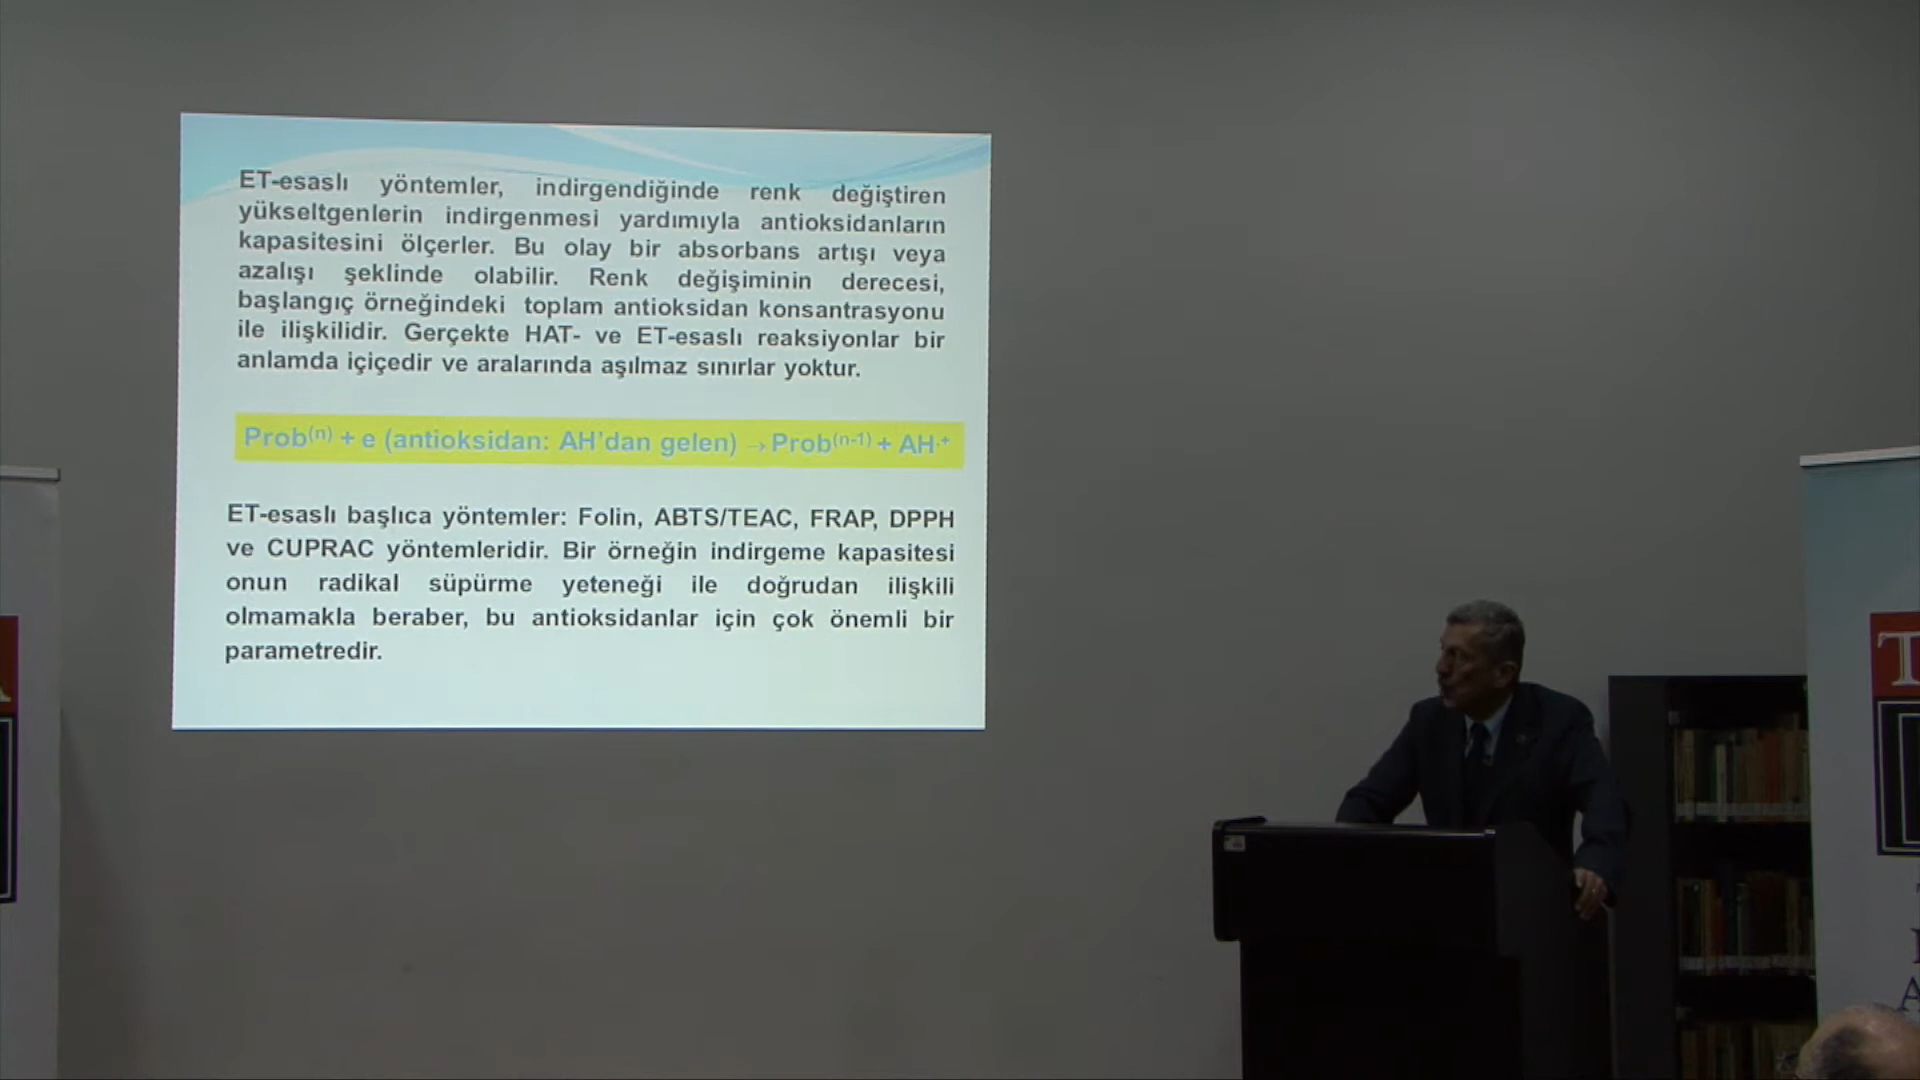 ET-esaslı yöntemler, indirgendiğinde renk değiştiren
yükseltgenlerin indirgenmesi yardımıyla antioksidanların
kapasitesini ölçerler. Bu olay bir absorbans artışı veya
azalışı şeklinde olabilir. Renk değişiminin derecesi,
başlangıç örneğindeki toplam antioksidan konsantrasyonu
ile ilişkilidir. Gerçekte HAT- ve ET-esaslı reaksiyonlar bir
anlamda içiçedir ve aralarında aşılmaz sınırlar yoktur.
Prob⁽ⁿ⁾ + e (antioksidan: AH’dan gelen) → Prob⁽ⁿ⁻¹⁾ + AH·⁺
ET-esaslı başlıca yöntemler: Folin, ABTS/TEAC, FRAP, DPPH
ve CUPRAC yöntemleridir. Bir örneğin indirgeme kapasitesi
onun radikal süpürme yeteneği ile doğrudan ilişkili
olmamakla beraber, bu antioksidanlar için çok önemli bir
parametredir.